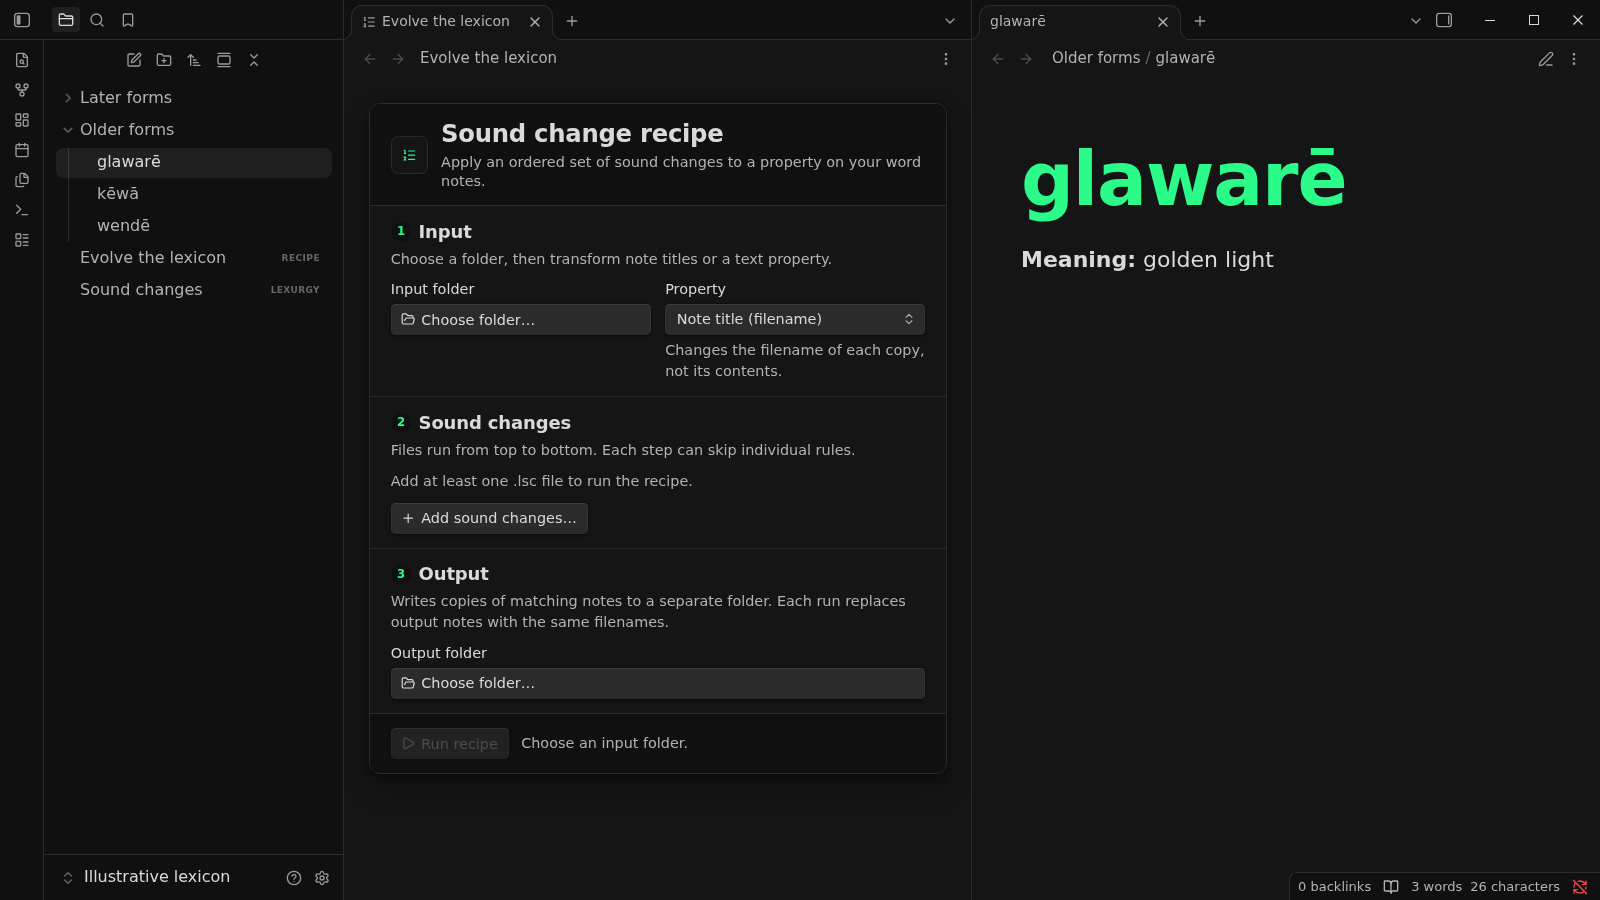 Evolve the lexicon
glawarē
Evolve the lexicon
Older forms / glawarē
Later forms
Older forms
glawarē
kēwā
wendē
Evolve the lexicon RECIPE
Sound changes LEXURGY
Illustrative lexicon
Sound change recipe
Apply an ordered set of sound changes to a property on your word
notes.
1 Input
Choose a folder, then transform note titles or a text property.
Input folder
Choose folder...
Property
Note title (filename)
Changes the filename of each copy,
not its contents.
2 Sound changes
Files run from top to bottom. Each step can skip individual rules.
Add at least one .lsc file to run the recipe.
Add sound changes...
3 Output
Writes copies of matching notes to a separate folder. Each run replaces
output notes with the same filenames.
Output folder
Choose folder...
Run recipe Choose an input folder.
glawarē
Meaning: golden light
0 backlinks 3 words 26 characters